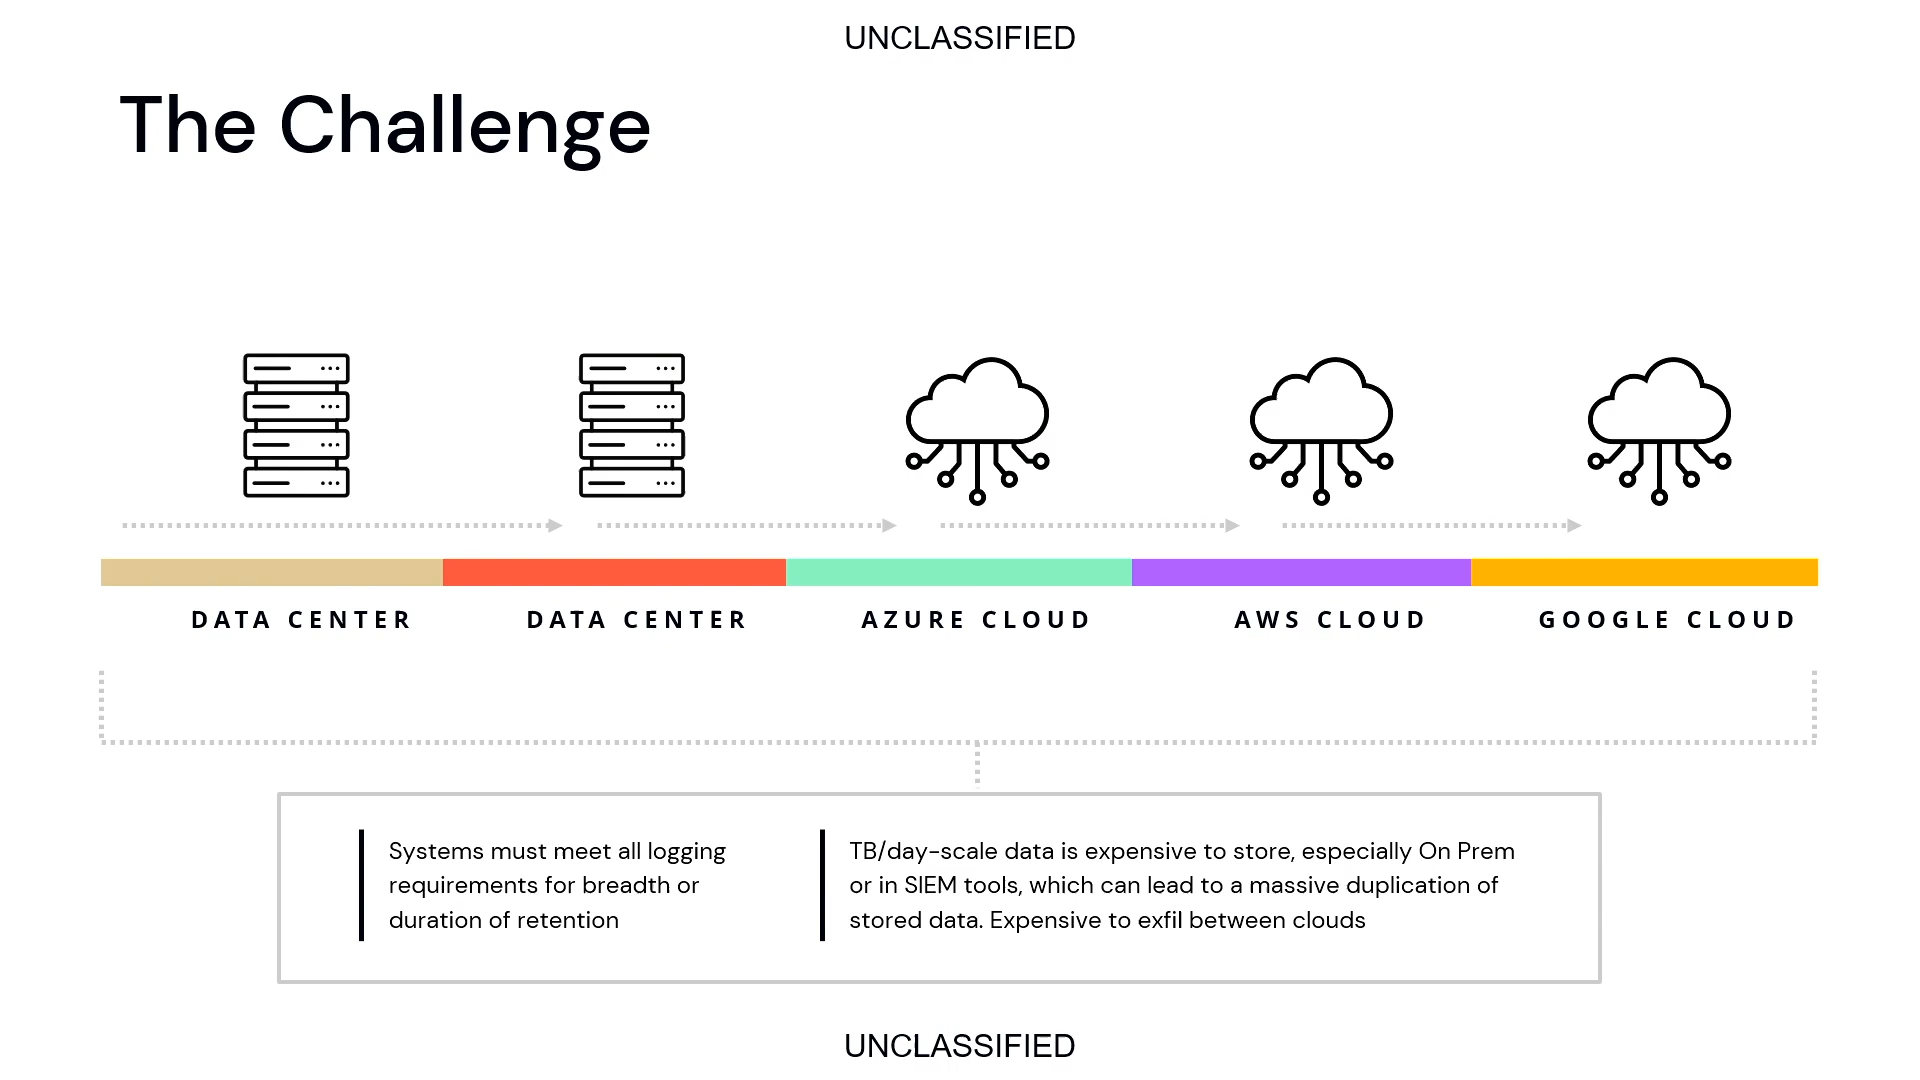 UNCLASSIFIED
The Challenge
DATA CENTER
DATA CENTER
AZURE CLOUD
AWS CLOUD
GOOGLE CLOUD
Systems must meet all logging
requirements for breadth or
duration of retention
TB/day-scale data is expensive to store, especially On Prem
or in SIEM tools, which can lead to a massive duplication of
stored data. Expensive to exfil between clouds
UNCLASSIFIED